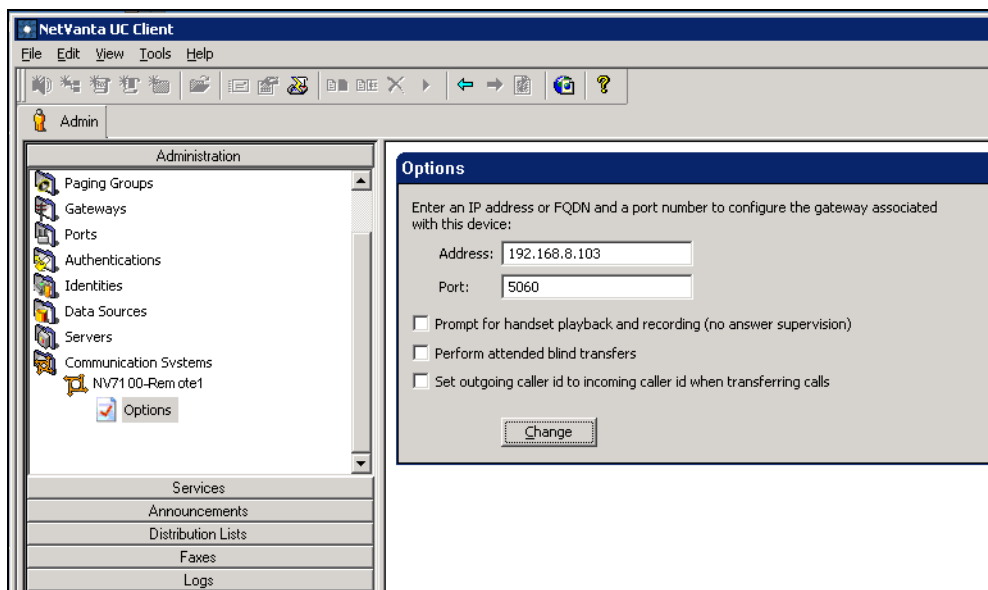 NetVanta UC Client
File Edit View Tools Help
Admin
Administration
Paging Groups
Gateways
Ports
Authentications
Identities
Data Sources
Servers
Communication Systems
NV7100-Remote1
Options
Services
Announcements
Distribution Lists
Faxes
Logs
Options
Enter an IP address or FQDN and a port number to configure the gateway associated
with this device:
Address: 192.168.8.103
Port: 5060
Prompt for handset playback and recording (no answer supervision)
Perform attended blind transfers
Set outgoing caller id to incoming caller id when transferring calls
Change